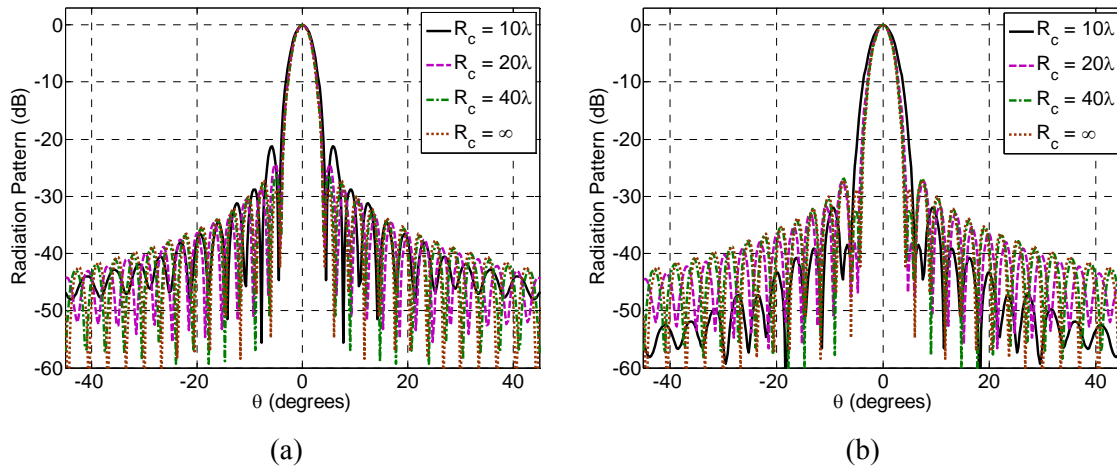 0
-10
-20
-30
-40
-50
-60
Radiation Pattern (dB)
-40
-20
0
20
40
θ (degrees)
R_c = 10λ
R_c = 20λ
R_c = 40λ
R_c = ∞
(a)
0
-10
-20
-30
-40
-50
-60
Radiation Pattern (dB)
-40
-20
0
20
40
θ (degrees)
R_c = 10λ
R_c = 20λ
R_c = 40λ
R_c = ∞
(b)